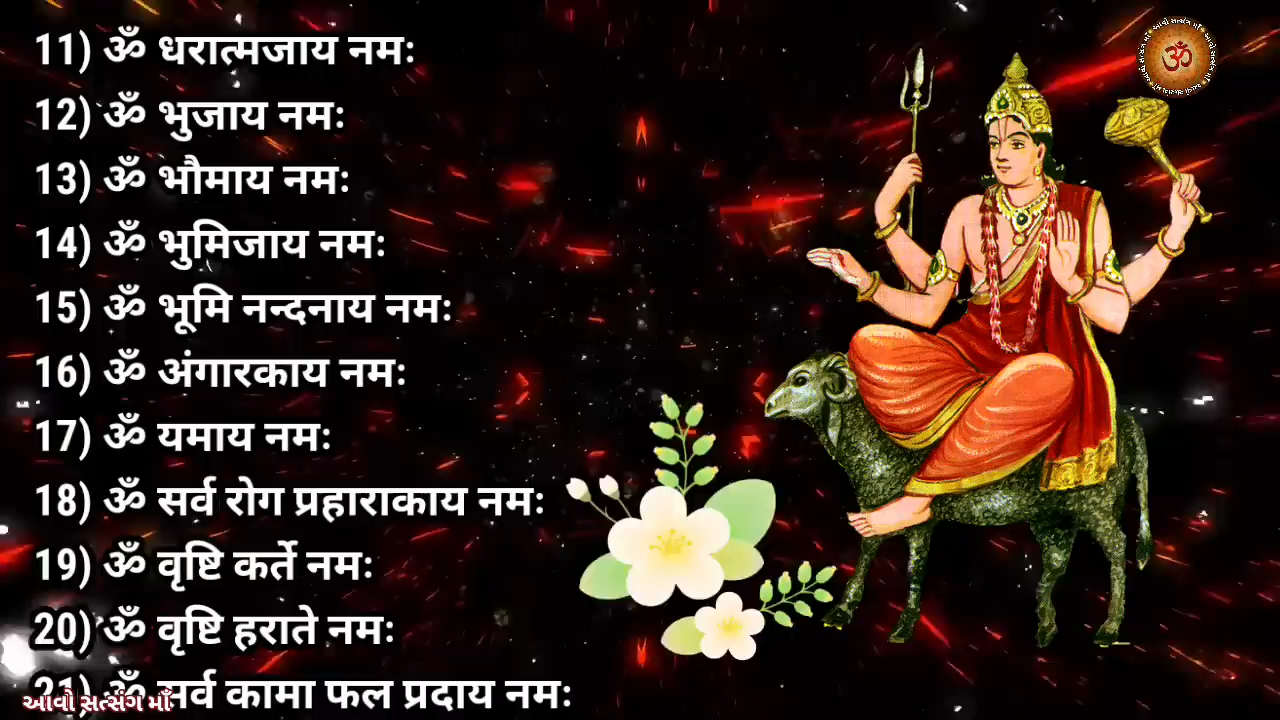 11) ॐ धरात्मजाय नमः
12) ॐ भुजाय नमः
13) ॐ भौमाय नमः
14) ॐ भुमिजाय नमः
15) ॐ भूमि नन्दनाय नमः
16) ॐ अंगारकाय नमः
17) ॐ यमाय नमः
18) ॐ सर्व रोग प्रहाराकाय नमः
19) ॐ वृष्टि कर्ते नमः
20) ॐ वृष्टि हराते नमः
21) ॐ सर्व कामा फल प्रदाय नमः
આવો સત્સંગ માઁ
ॐ